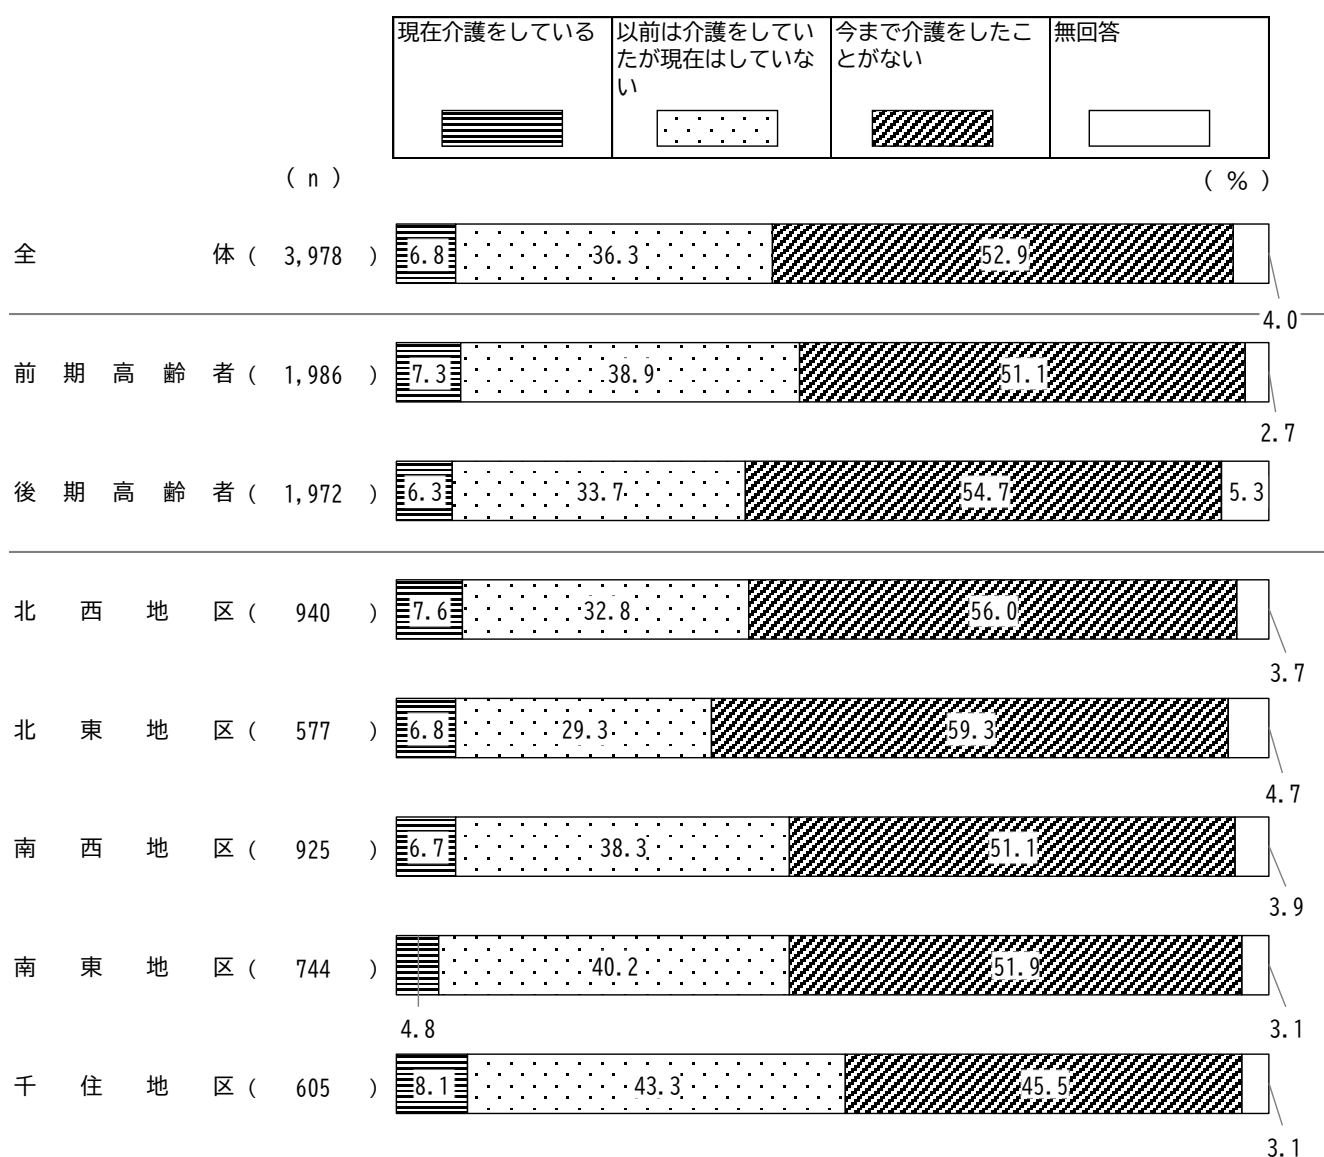 現在介護をしている
以前は介護をしてい
たが現在はしていな
い
今まで介護をしたこ
とがない
無回答
(n) (%)
全体(3,978) 6.8 36.3 52.9
4.0
前期高齢者(1,986) 7.3 38.9 51.1
2.7
後期高齢者(1,972) 6.3 33.7 54.7 5.3
北西地区(940) 7.6 32.8 56.0
3.7
北東地区(577) 6.8 29.3 59.3
4.7
南西地区(925) 6.7 38.3 51.1
3.9
南東地区(744) 40.2 51.9
4.8 3.1
千住地区(605) 8.1 43.3 45.5
3.1